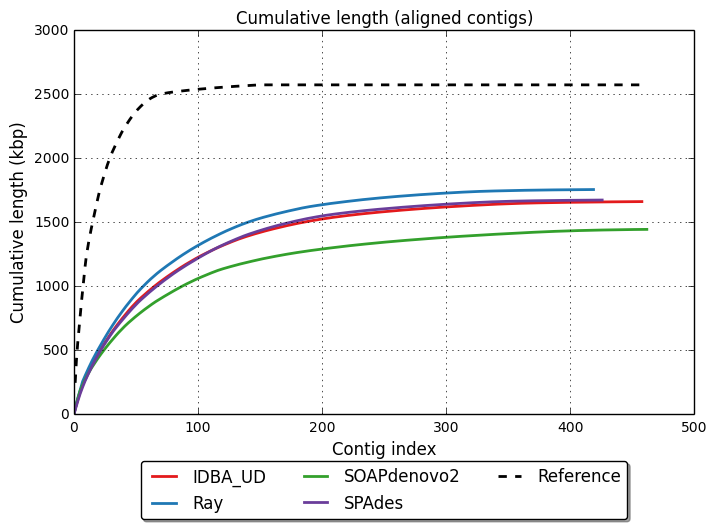 Cumulative length (aligned contigs)
3000
2500
2000
1500
1000
500
0
Cumulative length (kbp)
0 100 200 300 400 500
Contig index
IDBA_UD SOAPdenovo2 Reference
Ray SPAdes